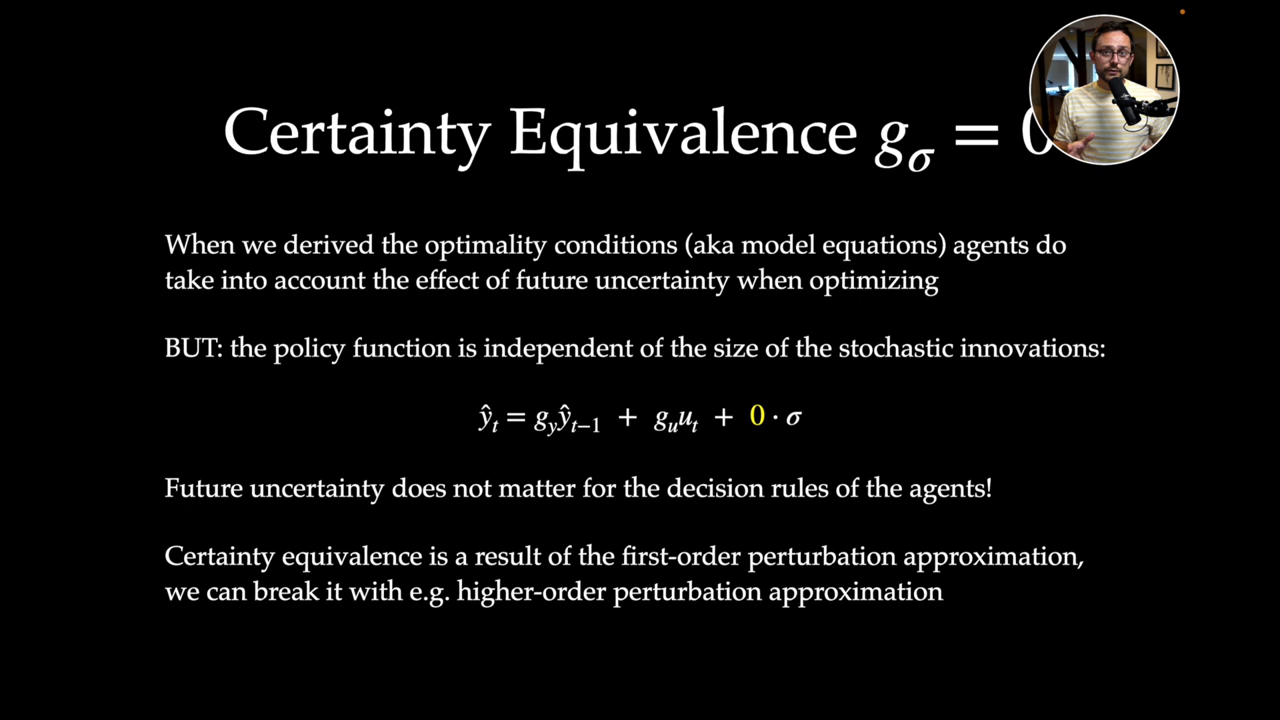 Certainty Equivalence g_σ = 0
When we derived the optimality conditions (aka model equations) agents do
take into account the effect of future uncertainty when optimizing
BUT: the policy function is independent of the size of the stochastic innovations:
ŷ_t = g_y ŷ_{t−1} + g_u u_t + 0 · σ
Future uncertainty does not matter for the decision rules of the agents!
Certainty equivalence is a result of the first-order perturbation approximation,
we can break it with e.g. higher-order perturbation approximation